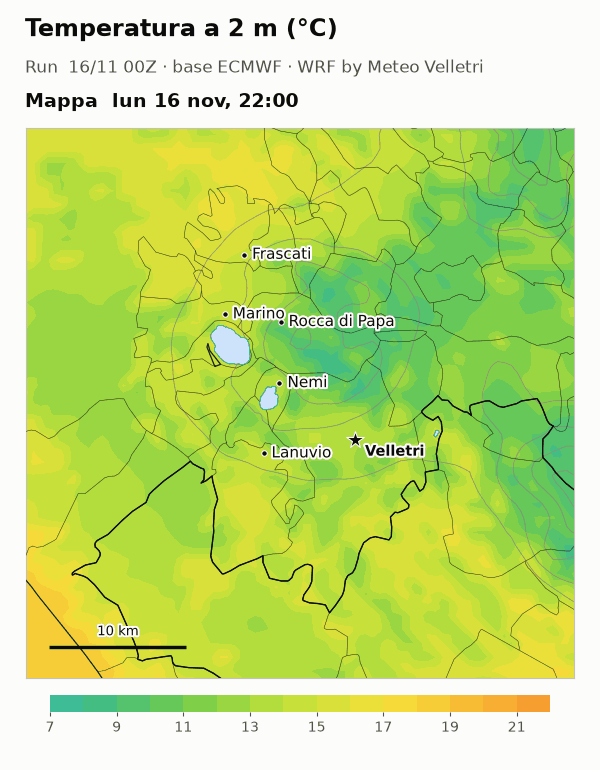 Temperatura a 2 m (°C)
Run  16/11 00Z · base ECMWF · WRF by Meteo Velletri
Mappa  lun 16 nov, 22:00
Frascati
Marino
Rocca di Papa
Nemi
Velletri
Lanuvio
10 km
7 9 11 13 15 17 19 21